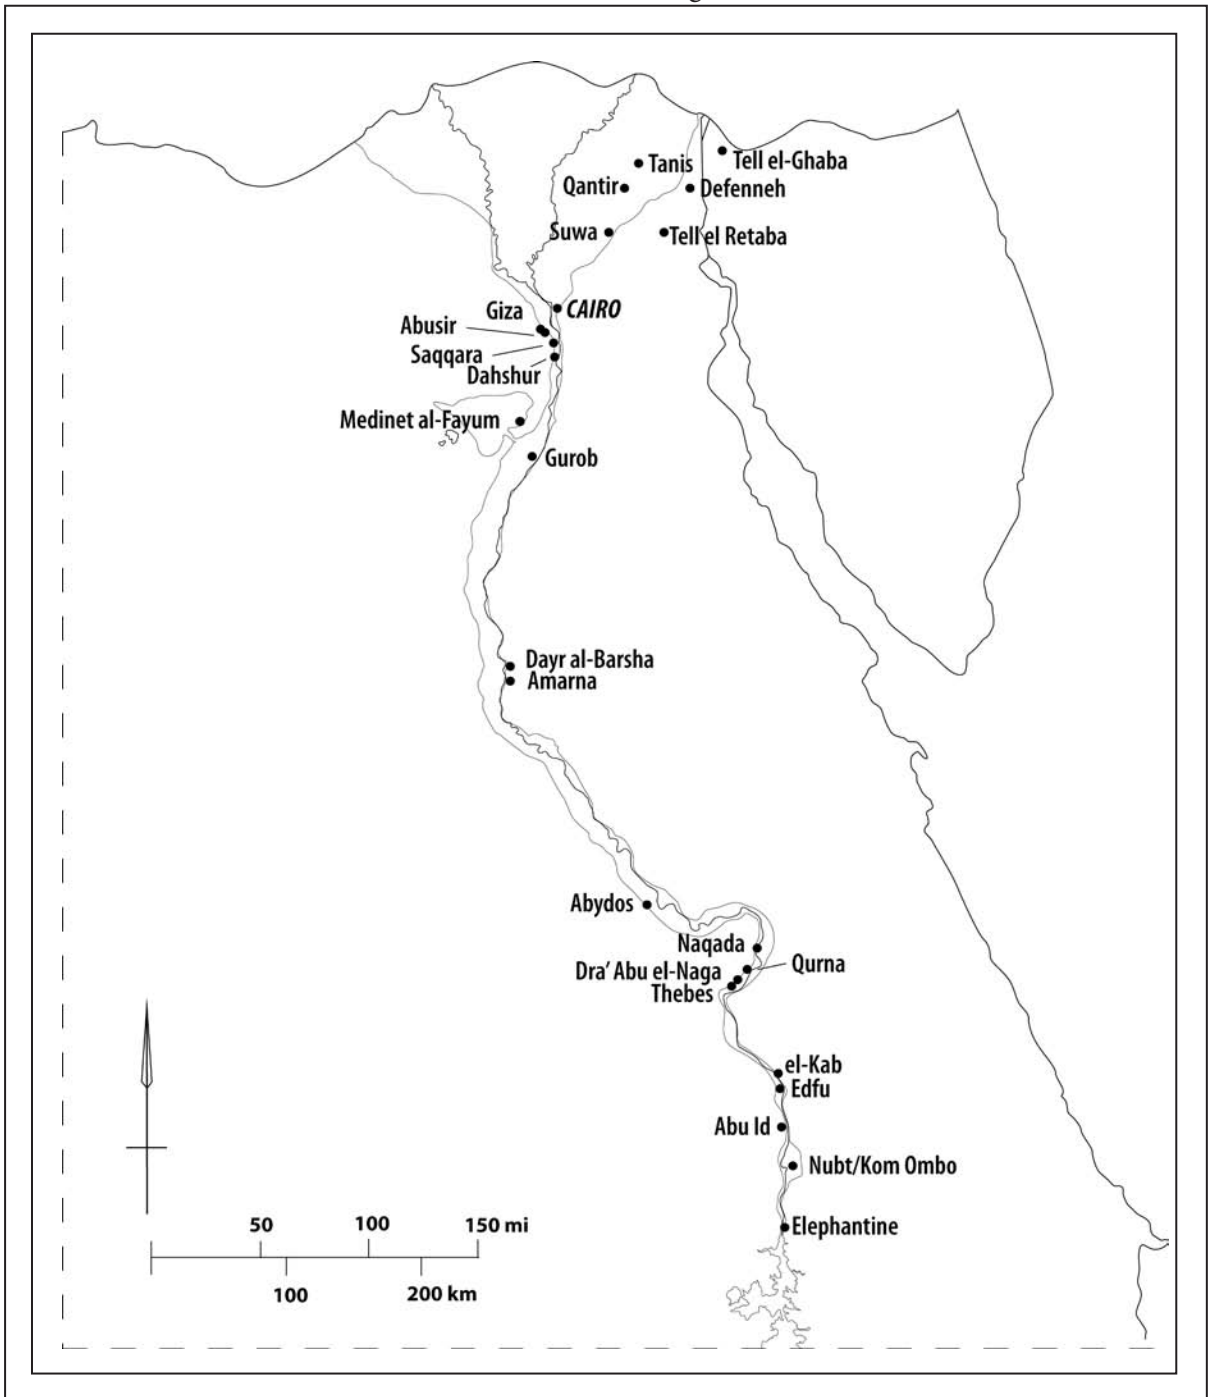 Tanis
Tell el-Ghaba
Qantir
Defenneh
Suwa
Tell el Retaba
Giza
CAIRO
Abusir
Saqqara
Dahshur
Medinet al-Fayum
Gurob
Dayr al-Barsha
Amarna
Abydos
Naqada
Qurna
Dra’ Abu el-Naga
Thebes
el-Kab
Edfu
Abu Id
Nubt/Kom Ombo
Elephantine
50 100 150 mi
100 200 km